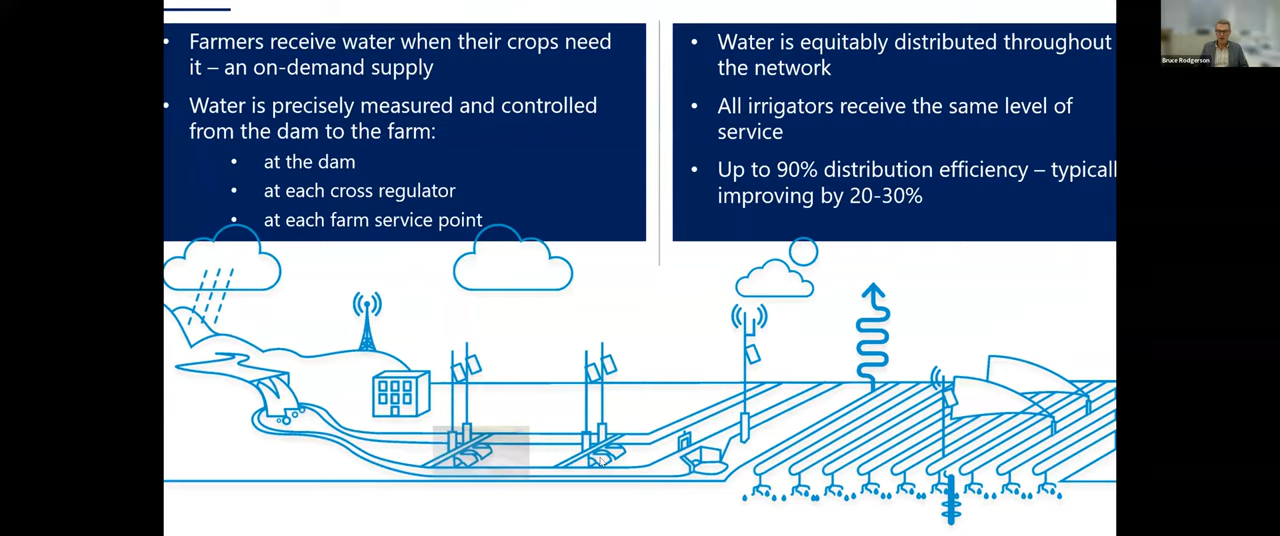 • Farmers receive water when their crops need
it – an on-demand supply
• Water is precisely measured and controlled
from the dam to the farm:
• at the dam
• at each cross regulator
• at each farm service point
• Water is equitably distributed throughout
the network
• All irrigators receive the same level of
service
• Up to 90% distribution efficiency – typicall
improving by 20-30%
Bruce Rodgerson